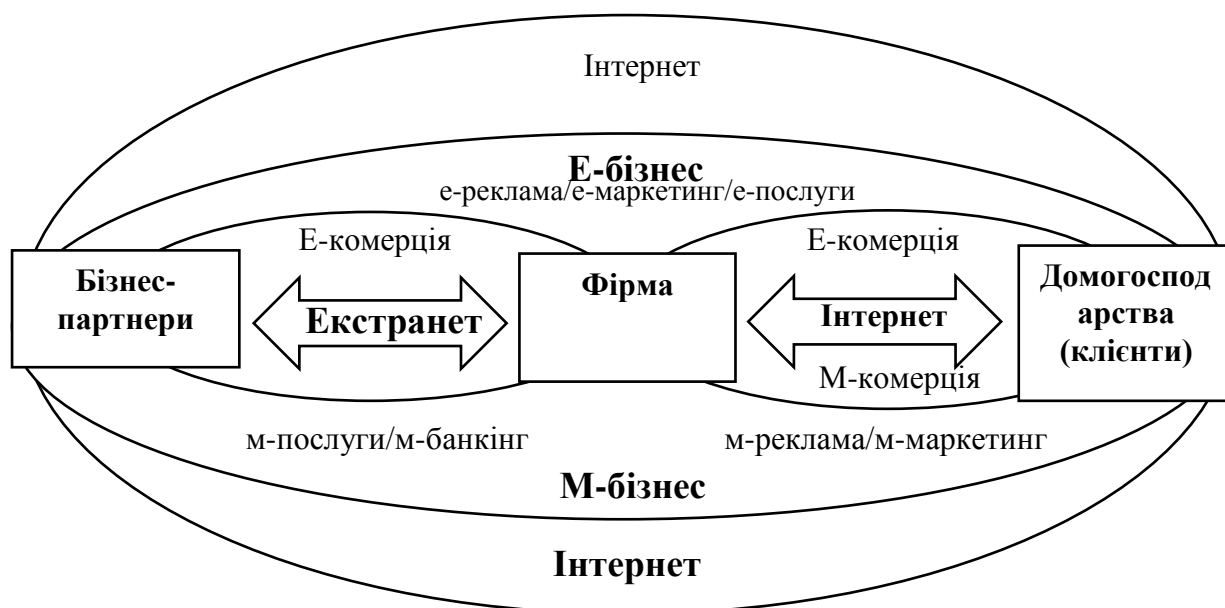 Інтернет
Е-бізнес
е-реклама/е-маркетинг/е-послуги
Е-комерція
Е-комерція
Бізнес-
партнери
Екстранет
Фірма
Інтернет
Домогоспод
арства
(клієнти)
М-комерція
м-послуги/м-банкінг
м-реклама/м-маркетинг
М-бізнес
Інтернет